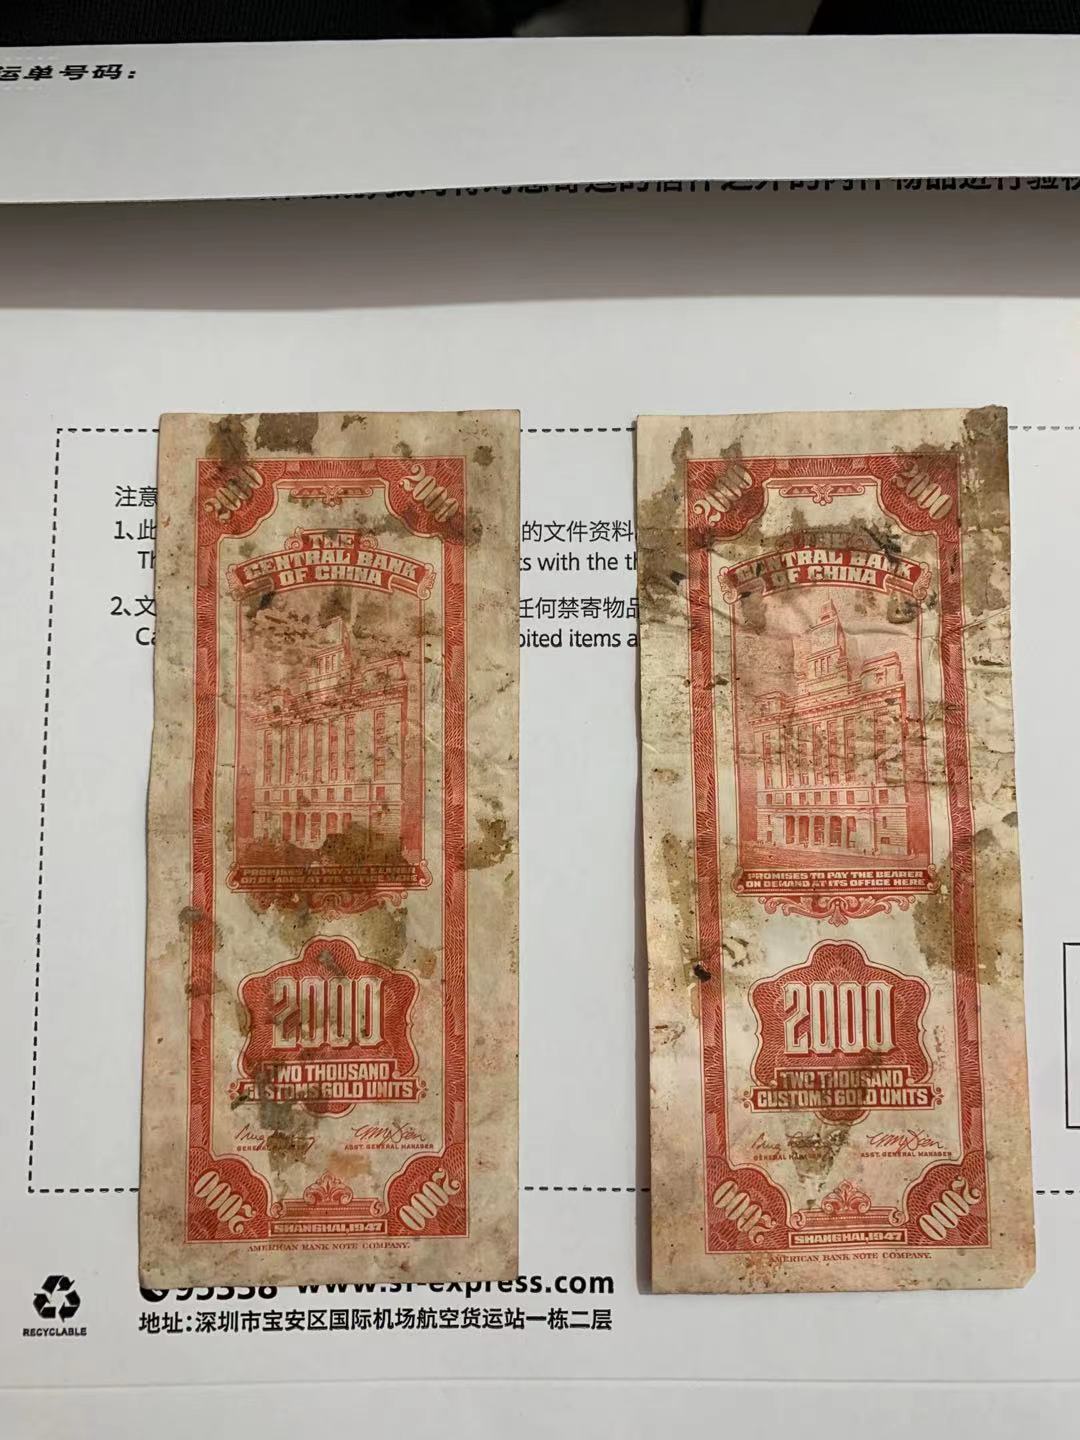 运单号码：
注意
1、此
的文件资料
Th
ts with the th
2、文
任何禁寄物品
Ca
bited items a
2000
2000
THE
CENTRAL BANK
OF CHINA
PROMISES TO PAY THE BEARER
ON DEMAND AT ITS OFFICE HERE
2000
TWO THOUSAND
CUSTOMS GOLD UNITS
GENERAL MANAGER
ASST. GENERAL MANAGER
2000
2000
SHANGHAI, 1947
AMERICAN BANK NOTE COMPANY.
2000
2000
CENTRAL BANK
OF CHINA
PROMISES TO PAY THE BEARER
ON DEMAND AT ITS OFFICE HERE
2000
TWO THOUSAND
CUSTOMS GOLD UNITS
GENERAL MANAGER
ASST. GENERAL MANAGER
2000
2000
SHANGHAI, 1947
AMERICAN BANK NOTE COMPANY.
95338 www.sf-express.com
RECYCLABLE
地址:深圳市宝安区国际机场航空货运站一栋二层